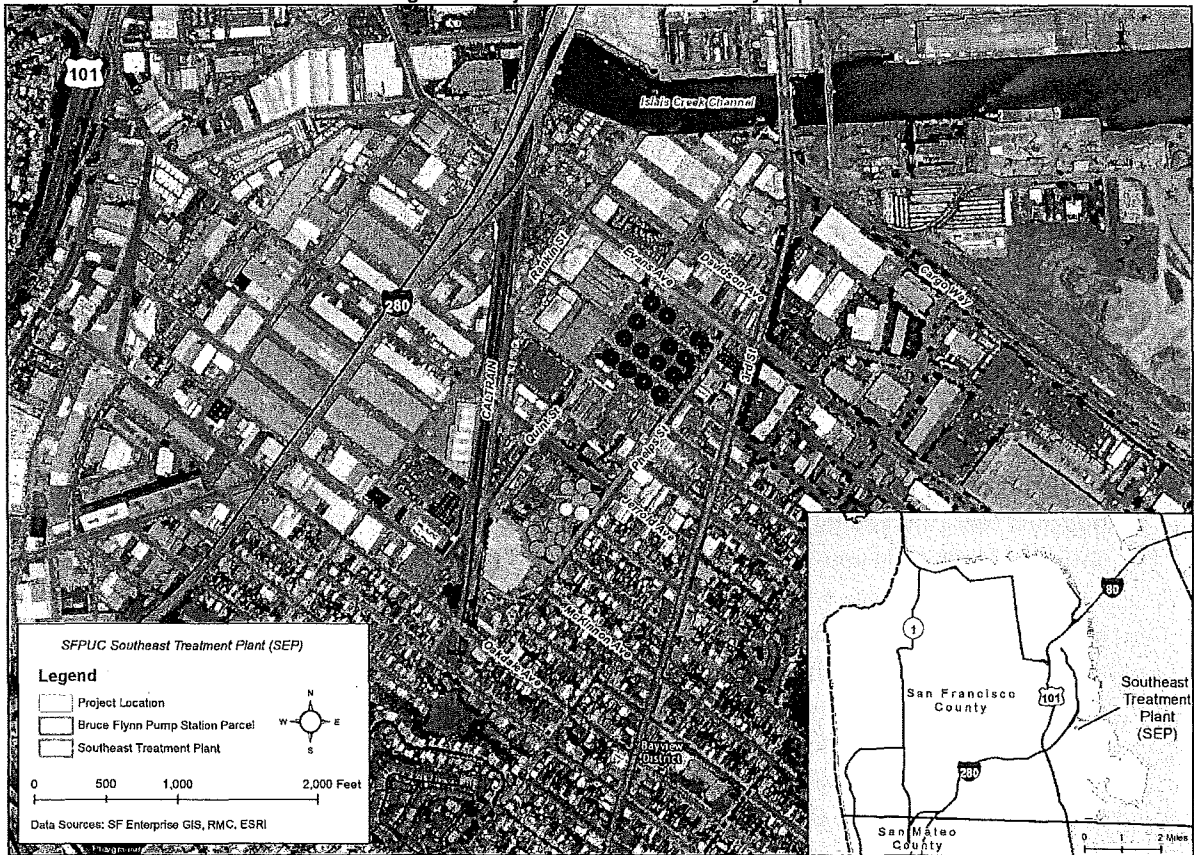 101
Islais Creek Channel
Rankin St
Evans Ave
Davidson Ave
Cargo Way
280
CALTRAIN
3rd St
Quint St
Phelps St
Jerrold Ave
McKinnon Ave
Oakdale Ave
Bayview
District
SFPUC Southeast Treatment Plant (SEP)
Legend
Project Location
Bruce Flynn Pump Station Parcel
Southeast Treatment Plant
N
W
E
S
0
500
1,000
2,000 Feet
Data Sources: SF Enterprise GIS, RMC, ESRI
80
1
San Francisco
County
101
Southeast
Treatment
Plant
(SEP)
280
San Mateo
County
0 1 2 Miles